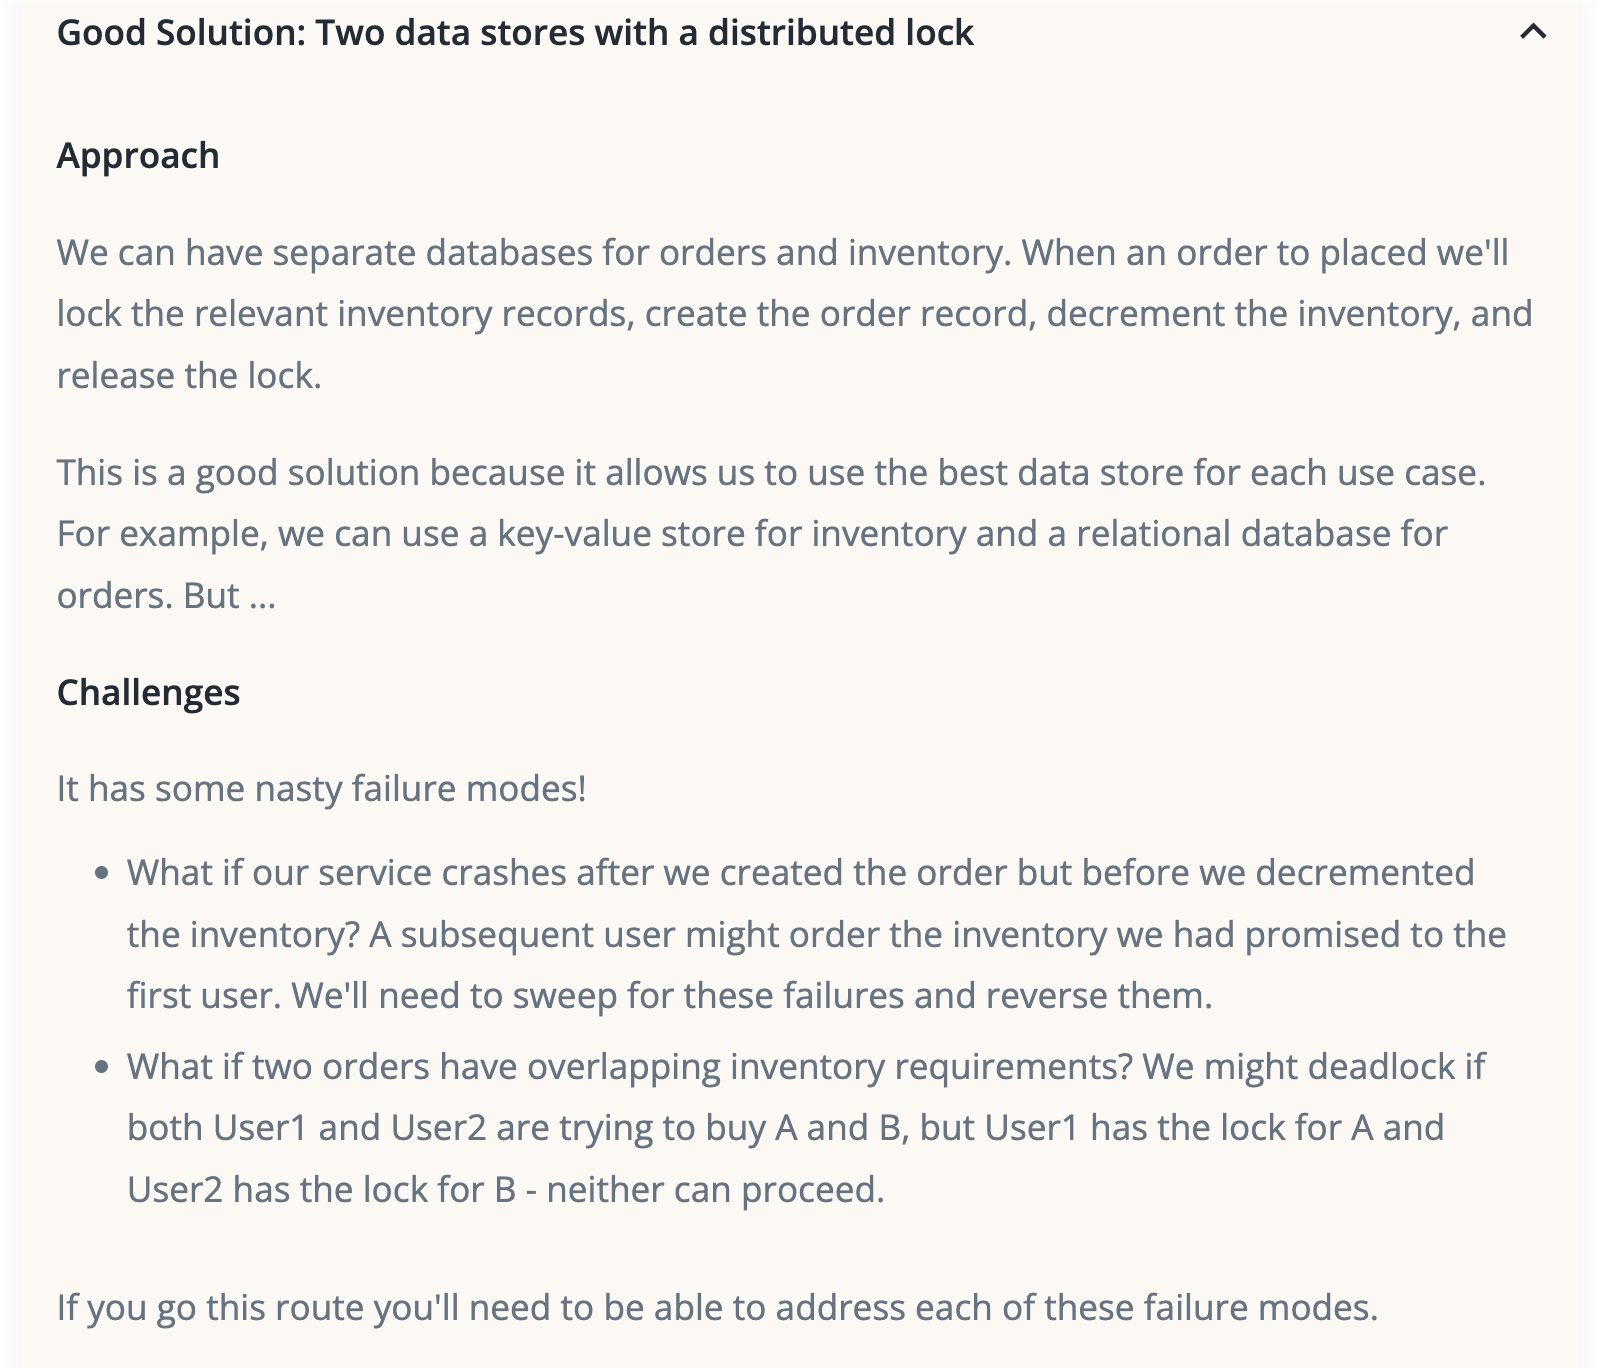 Good Solution: Two data stores with a distributed lock
Approach
We can have separate databases for orders and inventory. When an order to placed we'll
lock the relevant inventory records, create the order record, decrement the inventory, and
release the lock.
This is a good solution because it allows us to use the best data store for each use case.
For example, we can use a key-value store for inventory and a relational database for
orders. But ...
Challenges
It has some nasty failure modes!
• What if our service crashes after we created the order but before we decremented
the inventory? A subsequent user might order the inventory we had promised to the
first user. We'll need to sweep for these failures and reverse them.
• What if two orders have overlapping inventory requirements? We might deadlock if
both User1 and User2 are trying to buy A and B, but User1 has the lock for A and
User2 has the lock for B - neither can proceed.
If you go this route you'll need to be able to address each of these failure modes.